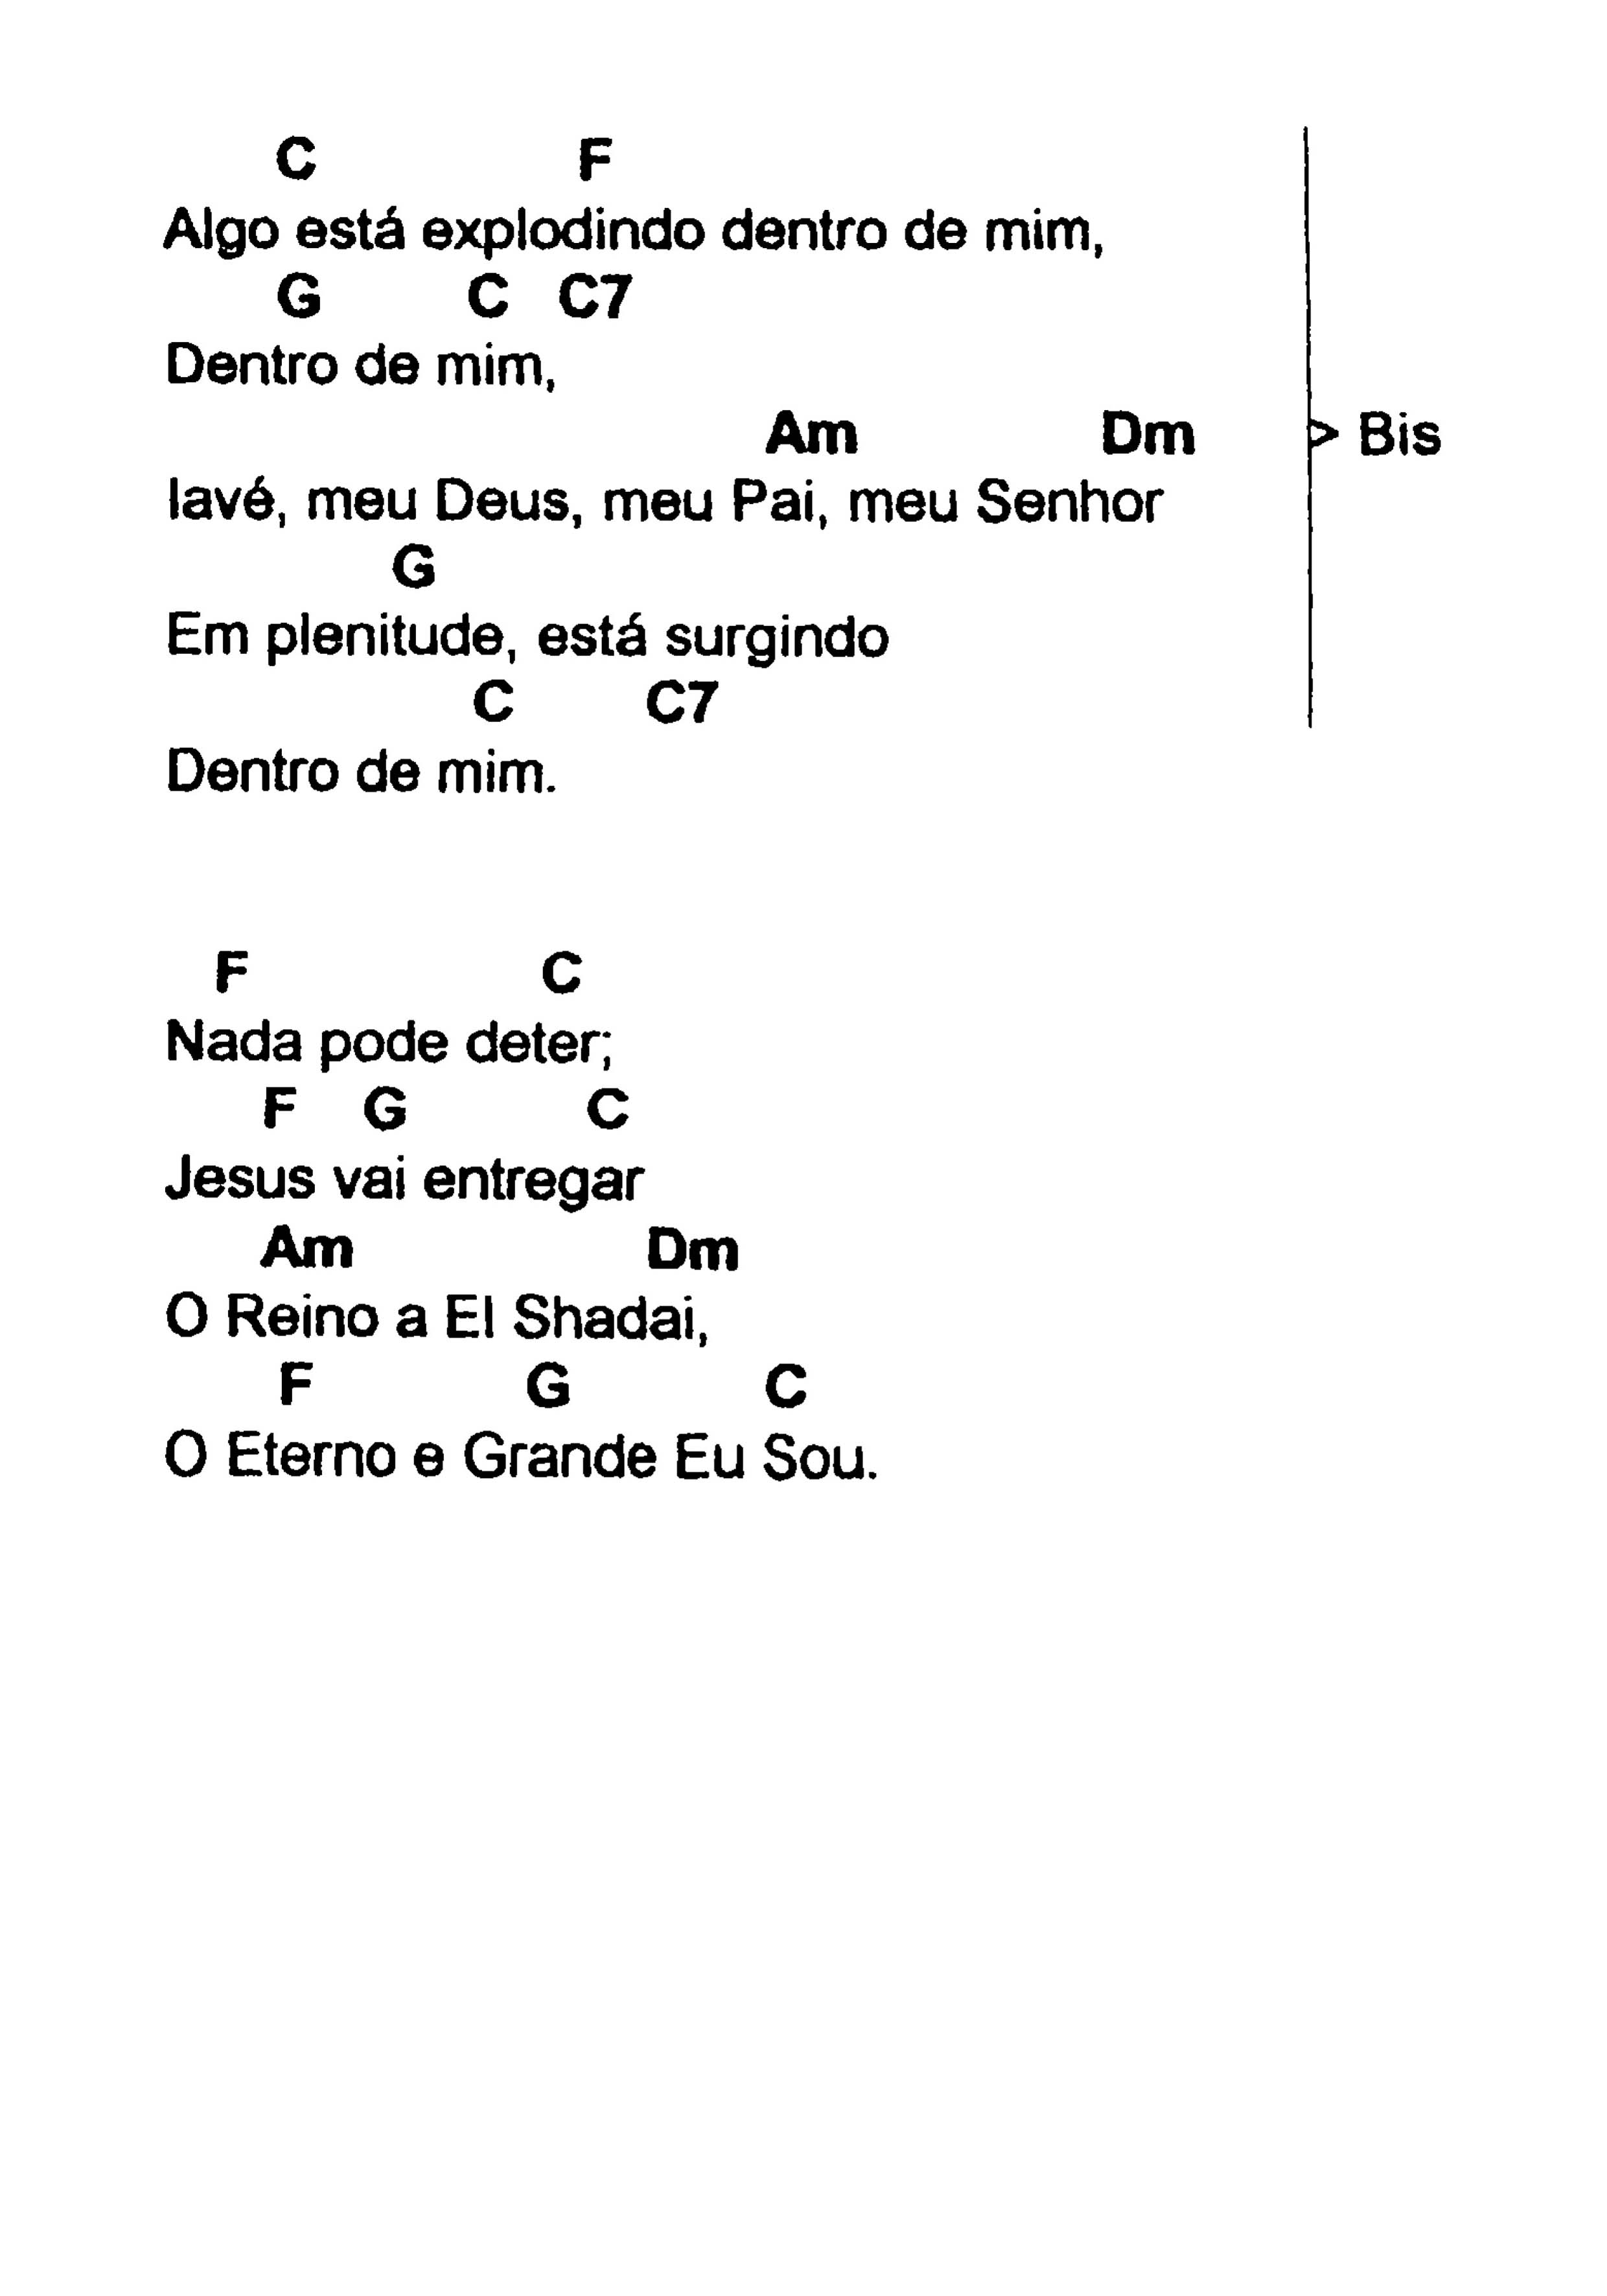 C F
Algo está explodindo dentro de mim,
G C C7
Dentro de mim,
Am Dm > Bis
Iavé, meu Deus, meu Pai, meu Senhor
G
Em plenitude, está surgindo
C C7
Dentro de mim.
F C
Nada pode deter;
F G C
Jesus vai entregar
Am Dm
O Reino a El Shadai,
F G C
O Eterno e Grande Eu Sou.